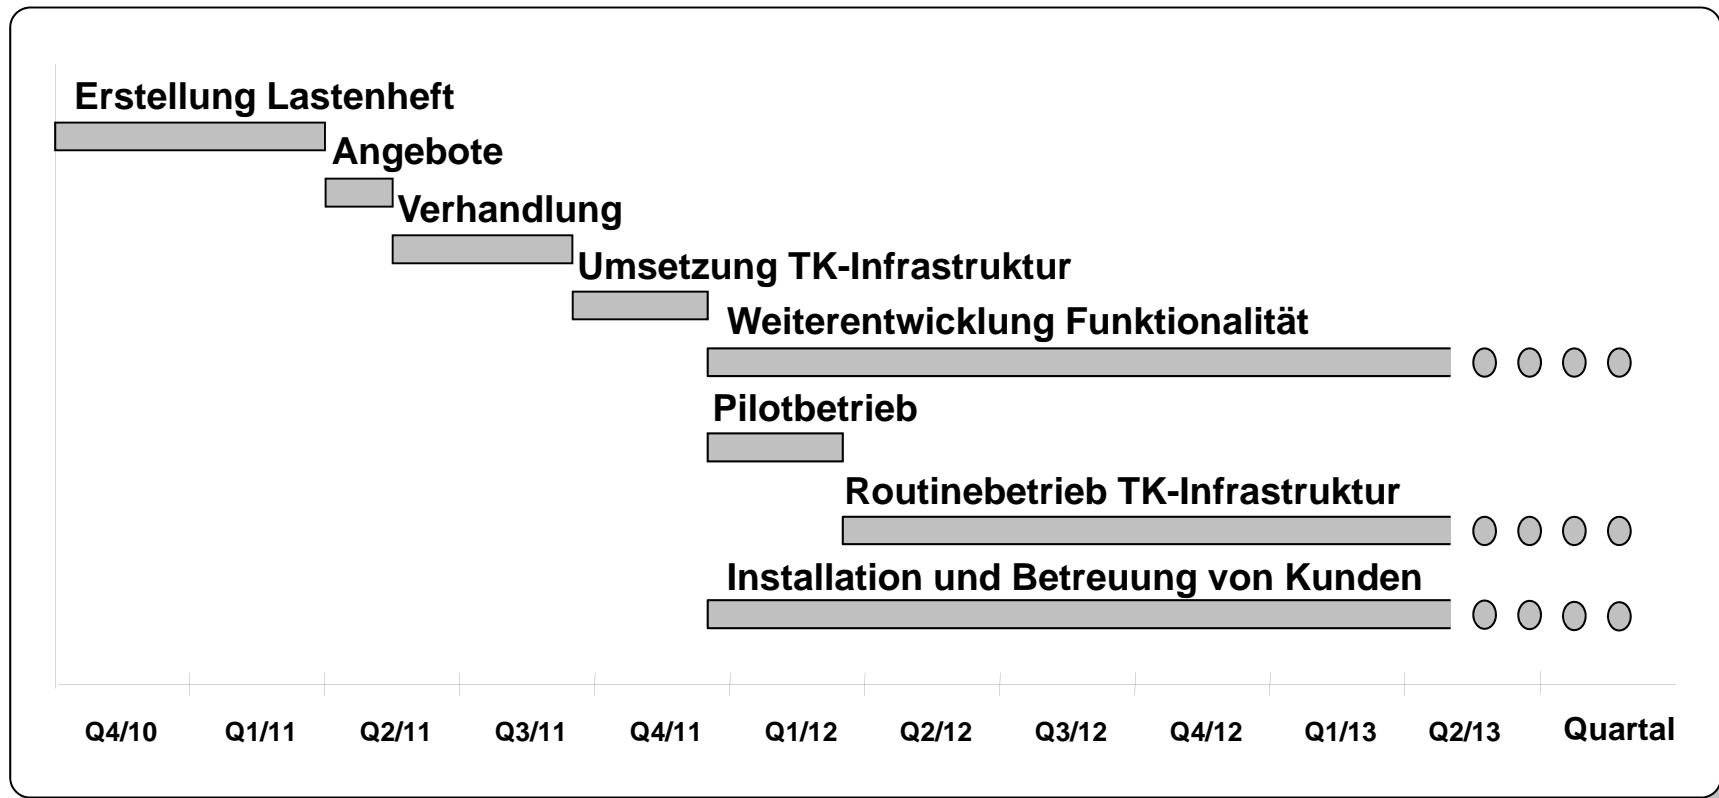 Erstellung Lastenheft
Angebote
Verhandlung
Umsetzung TK-Infrastruktur
Weiterentwicklung Funktionalität
Pilotbetrieb
Routinebetrieb TK-Infrastruktur
Installation und Betreuung von Kunden
Q4/10 Q1/11 Q2/11 Q3/11 Q4/11 Q1/12 Q2/12 Q3/12 Q4/12 Q1/13 Q2/13 Quartal